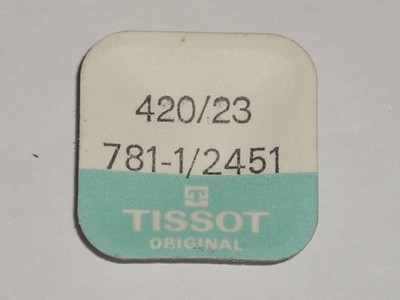 420/23
781-1/2451
T
TISSOT
ORIGINAL